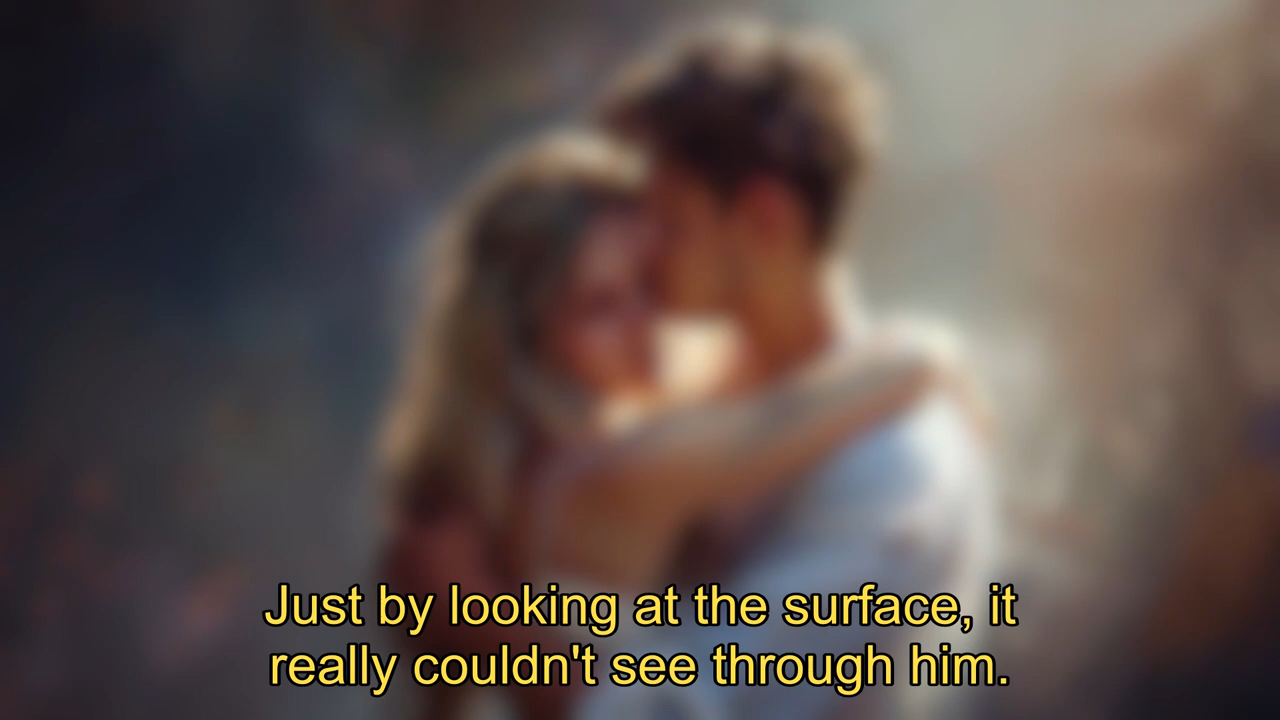 Just by looking at the surface, it
really couldn't see through him.